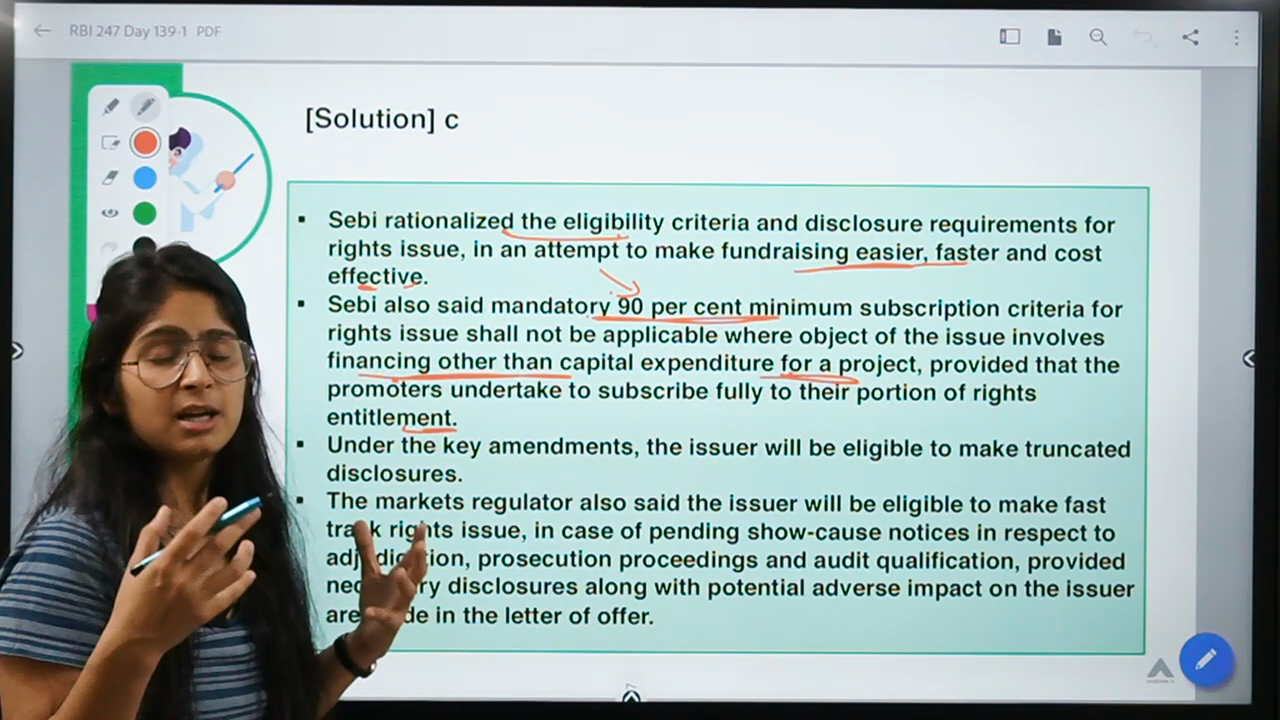 RBI 247 Day 139-1 PDF
[Solution] c
▪ Sebi rationalized the eligibility criteria and disclosure requirements for
rights issue, in an attempt to make fundraising easier, faster and cost
effective.
▪ Sebi also said mandatory 90 per cent minimum subscription criteria for
rights issue shall not be applicable where object of the issue involves
financing other than capital expenditure for a project, provided that the
promoters undertake to subscribe fully to their portion of rights
entitlement.
▪ Under the key amendments, the issuer will be eligible to make truncated
disclosures.
▪ The markets regulator also said the issuer will be eligible to make fast
track rights issue, in case of pending show-cause notices in respect to
prosecution proceedings and audit qualification, provided
disclosures along with potential adverse impact on the issuer
are in the letter of offer.